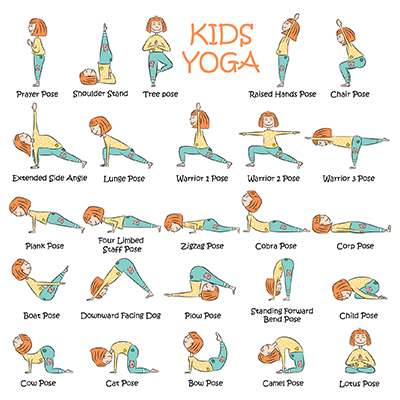 KIDS
YOGA
Prayer Pose
Shoulder Stand
Tree pose
Raised Hands Pose
Chair Pose
Extended Side Angle
Lunge Pose
Warrior 1 Pose
Warrior 2 Pose
Warrior 3 Pose
Plank Pose
Four Limbed
Staff Pose
Zigzag Pose
Cobra Pose
Corp Pose
Boat Pose
Downward Facing Dog
Plow Pose
Standing Forward
Bend Pose
Child Pose
Cow Pose
Cat Pose
Bow Pose
Camel Pose
Lotus Pose